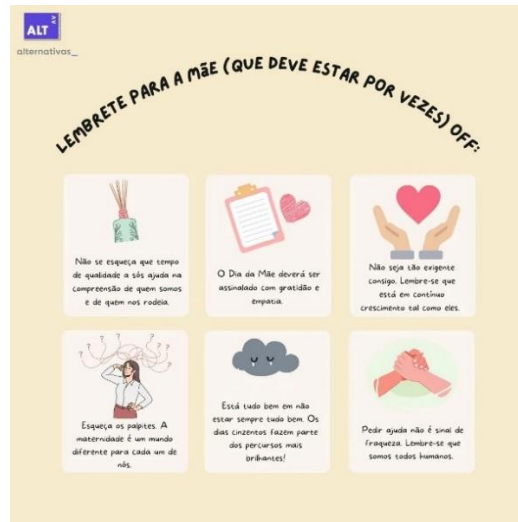 ALT
AV
alternativas_
LEMBRETE PARA A MÃE (QUE DEVE ESTAR POR VEZES) OFF:
Não se esqueça que tempo
de qualidade a sós ajuda na
compreensão de quem somos
e de quem nos rodeia.
O Dia da Mãe deverá ser
assinalado com gratidão e
empatia.
Não seja tão exigente
consigo. Lembre-se que
está em contínuo
crescimento tal como eles.
? ? ? ? ? ?
Esqueça os palpites. A
maternidade é um mundo
diferente para cada um de
nós.
Está tudo bem em não
estar sempre tudo bem. Os
dias cinzentos fazem parte
dos percursos mais
brilhantes!
Pedir ajuda não é sinal de
fraqueza. Lembre-se que
somos todos humanos.